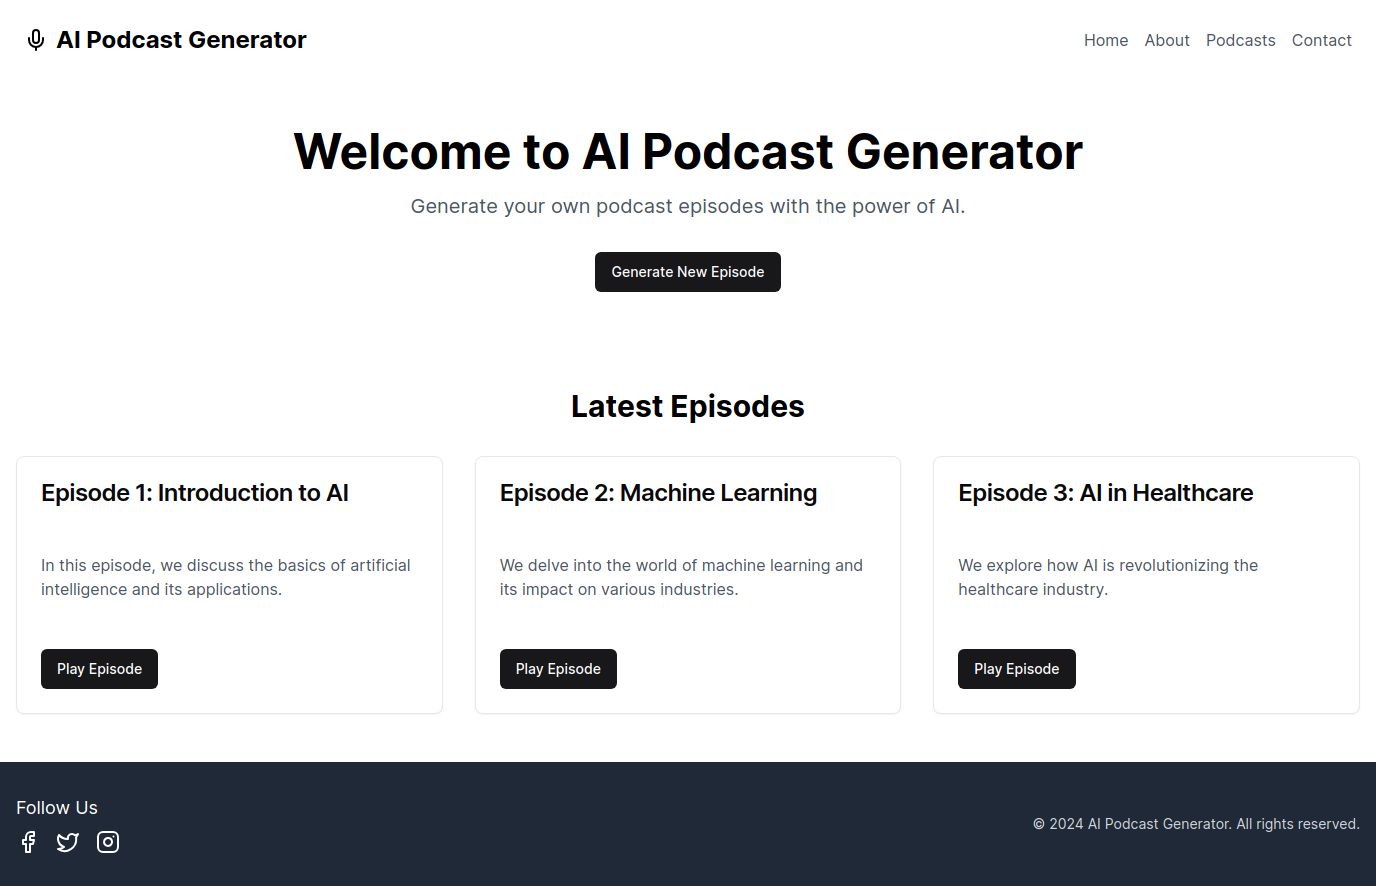 AI Podcast Generator
Home About Podcasts Contact
Welcome to AI Podcast Generator
Generate your own podcast episodes with the power of AI.
Generate New Episode
Latest Episodes
Episode 1: Introduction to AI
In this episode, we discuss the basics of artificial
intelligence and its applications.
Play Episode
Episode 2: Machine Learning
We delve into the world of machine learning and
its impact on various industries.
Play Episode
Episode 3: AI in Healthcare
We explore how AI is revolutionizing the
healthcare industry.
Play Episode
Follow Us
© 2024 AI Podcast Generator. All rights reserved.